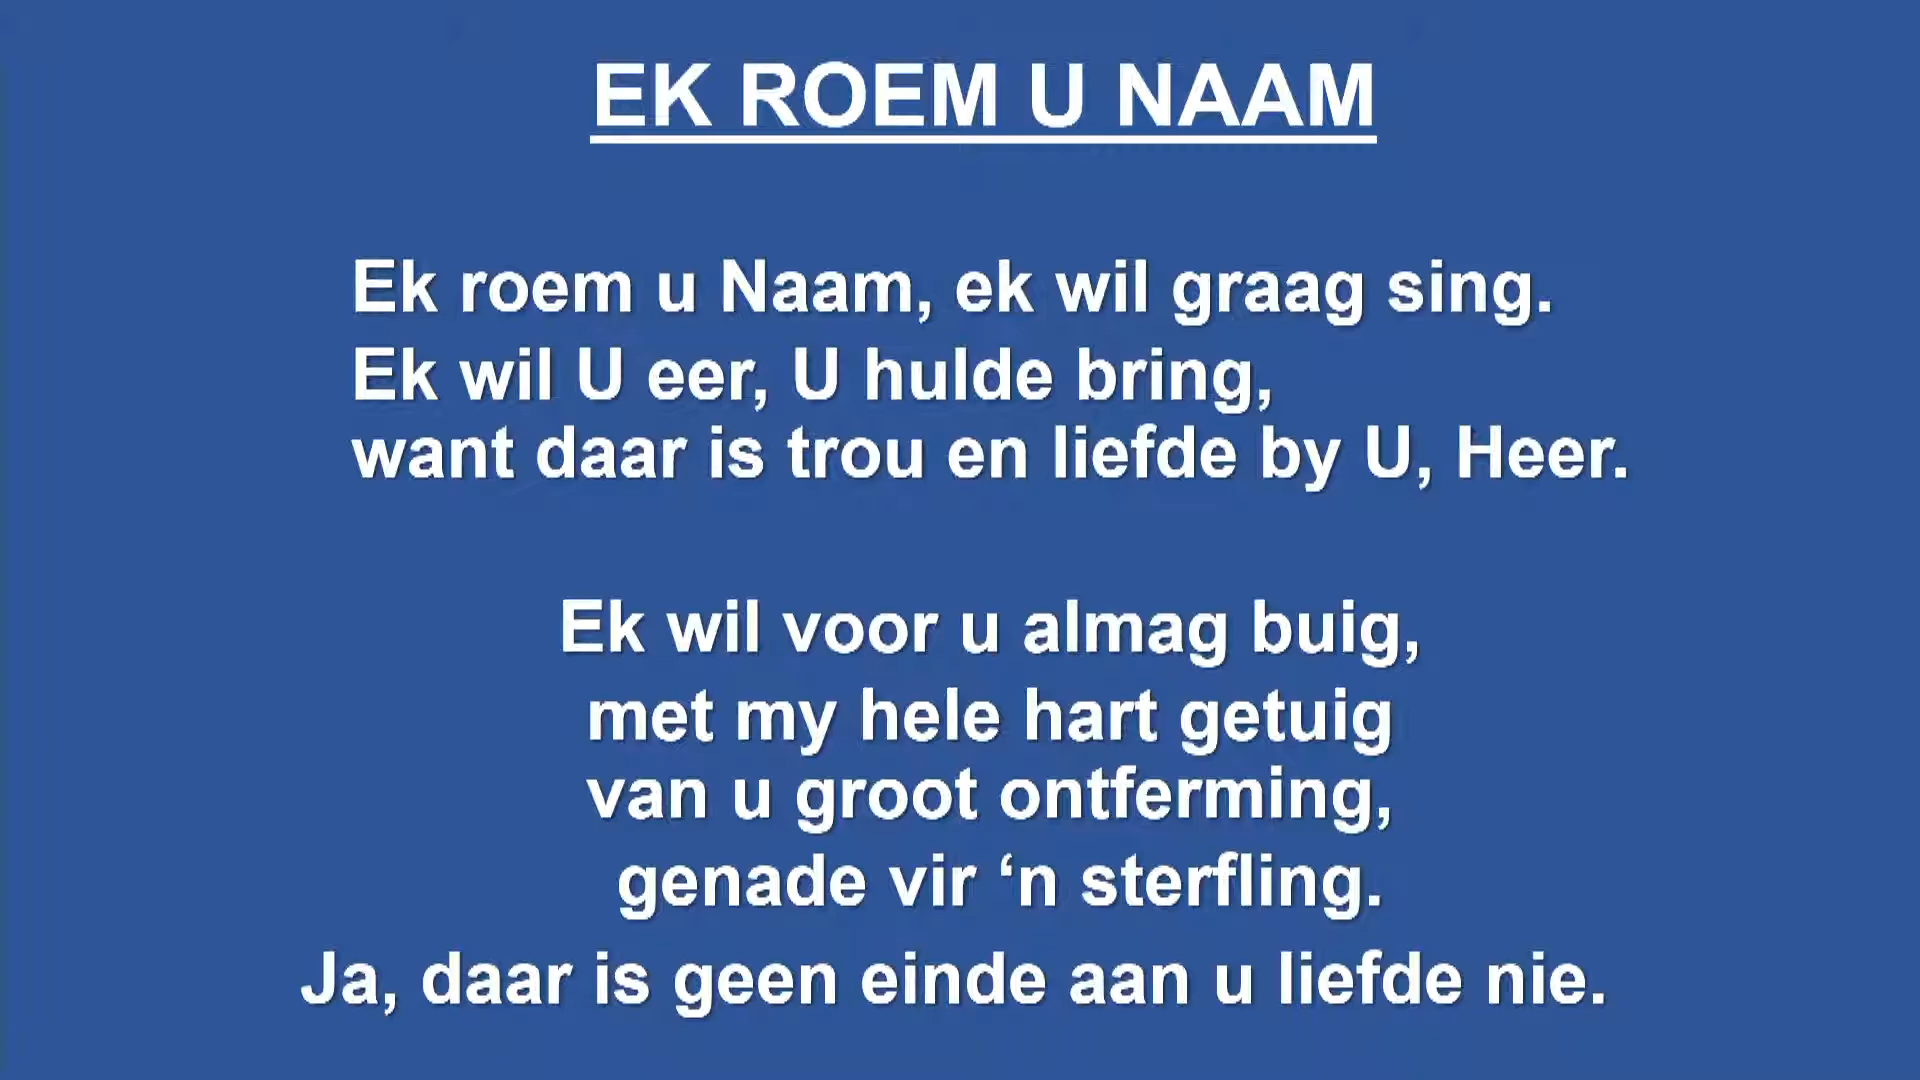 EK ROEM U NAAM
Ek roem u Naam, ek wil graag sing.
Ek wil U eer, U hulde bring,
want daar is trou en liefde by U, Heer.
Ek wil voor u almag buig,
met my hele hart getuig
van u groot ontferming,
genade vir ‘n sterfling.
Ja, daar is geen einde aan u liefde nie.